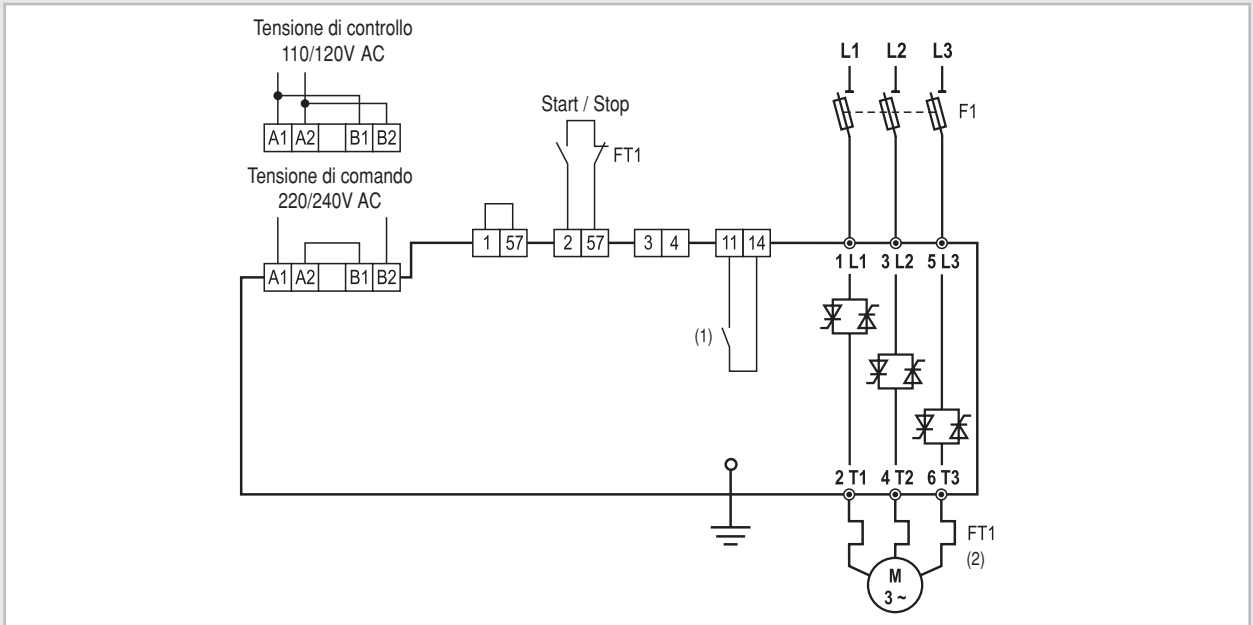 Tensione di controllo
110/120V AC
A1 A2 B1 B2
Tensione di comando
220/240V AC
A1 A2 B1 B2
Start / Stop
FT1
1 57
2 57
3 4
11 14
(1)
L1 L2 L3
F1
1 L1 3 L2 5 L3
2 T1 4 T2 6 T3
FT1
(2)
M
3 ~